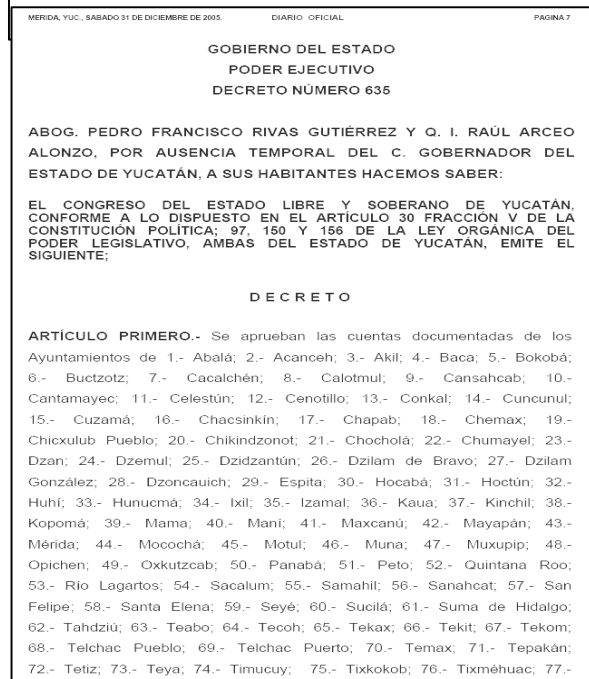 MERIDA, YUC., SABADO 31 DE DICIEMBRE DE 2005. DIARIO OFICIAL PAGINA 7
GOBIERNO DEL ESTADO
PODER EJECUTIVO
DECRETO NÚMERO 635
ABOG. PEDRO FRANCISCO RIVAS GUTIÉRREZ Y Q. I. RAÚL ARCEO
ALONZO, POR AUSENCIA TEMPORAL DEL C. GOBERNADOR DEL
ESTADO DE YUCATÁN, A SUS HABITANTES HACEMOS SABER:
EL CONGRESO DEL ESTADO LIBRE Y SOBERANO DE YUCATÁN,
CONFORME A LO DISPUESTO EN EL ARTÍCULO 30 FRACCIÓN V DE LA
CONSTITUCIÓN POLÍTICA; 97, 150 Y 156 DE LA LEY ORGÁNICA DEL
PODER LEGISLATIVO, AMBAS DEL ESTADO DE YUCATÁN, EMITE EL
SIGUIENTE;
D E C R E T O
ARTÍCULO PRIMERO.- Se aprueban las cuentas documentadas de los
Ayuntamientos de 1.- Abalá; 2.- Acanceh; 3.- Akil; 4.- Baca; 5.- Bokobá;
6.- Buctzotz; 7.- Cacalchén; 8.- Calotmul; 9.- Cansahcab; 10.-
Cantamayec; 11.- Celestún; 12.- Cenotillo; 13.- Conkal; 14.- Cuncunul;
15.- Cuzamá; 16.- Chacsinkín; 17.- Chapab; 18.- Chemax; 19.-
Chicxulub Pueblo; 20.- Chikindzonot; 21.- Chocholá; 22.- Chumayel; 23.-
Dzan; 24.- Dzemul; 25.- Dzidzantún; 26.- Dzilam de Bravo; 27.- Dzilam
González; 28.- Dzoncauich; 29.- Espita; 30.- Hocabá; 31.- Hoctún; 32.-
Huhí; 33.- Hunucmá; 34.- Ixil; 35.- Izamal; 36.- Kaua; 37.- Kinchil; 38.-
Kopomá; 39.- Mama; 40.- Maní; 41.- Maxcanú; 42.- Mayapán; 43.-
Mérida; 44.- Mocochá; 45.- Motul; 46.- Muna; 47.- Muxupip; 48.-
Opichen; 49.- Oxkutzcab; 50.- Panabá; 51.- Peto; 52.- Quintana Roo;
53.- Río Lagartos; 54.- Sacalum; 55.- Samahil; 56.- Sanahcat; 57.- San
Felipe; 58.- Santa Elena; 59.- Seyé; 60.- Sucilá; 61.- Suma de Hidalgo;
62.- Tahdziú; 63.- Teabo; 64.- Tecoh; 65.- Tekax; 66.- Tekit; 67.- Tekom;
68.- Telchac Pueblo; 69.- Telchac Puerto; 70.- Temax; 71.- Tepakán;
72.- Tetiz; 73.- Teya; 74.- Timucuy; 75.- Tixkokob; 76.- Tixméhuac; 77.-